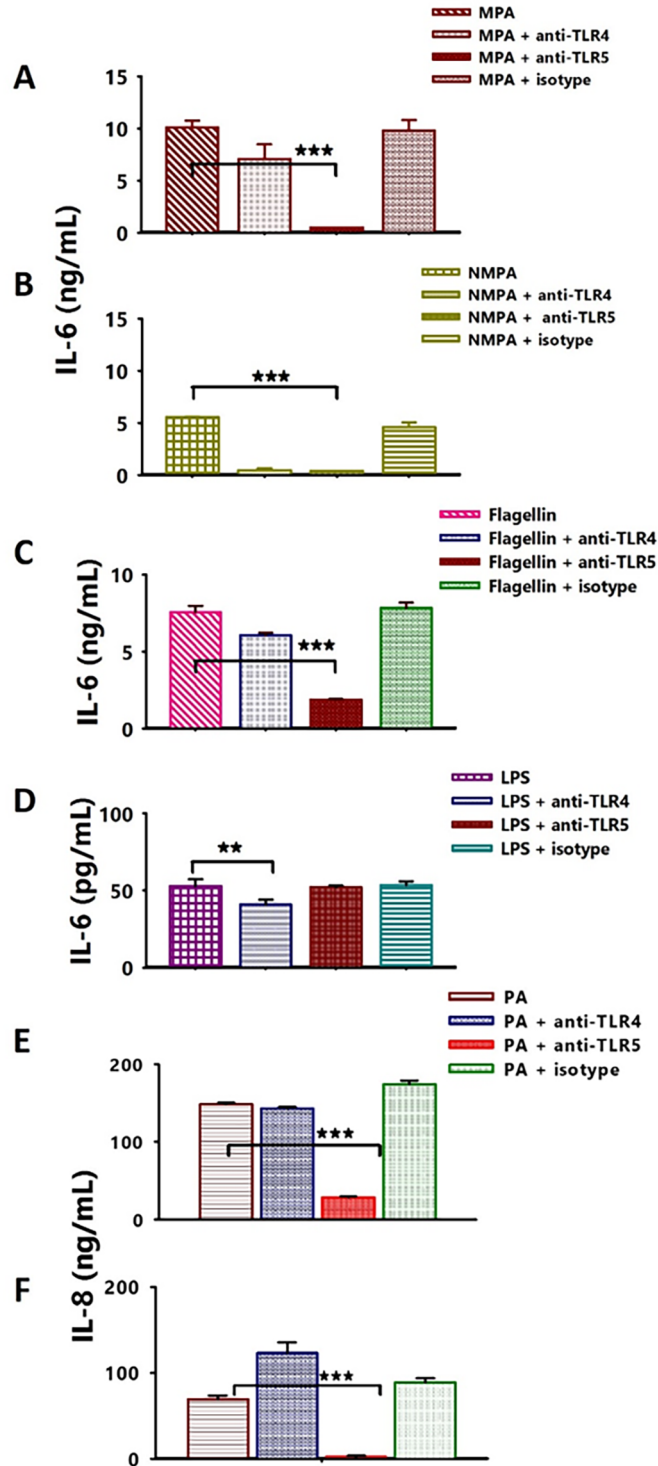 MPA
MPA + anti-TLR4
MPA + anti-TLR5
MPA + isotype
A
15
10
5
0
***
IL-6 (ng/mL)
B
NMPA
NMPA + anti-TLR4
NMPA + anti-TLR5
NMPA + isotype
15
10
5
0
***
C
Flagellin
Flagellin + anti-TLR4
Flagellin + anti-TLR5
Flagellin + isotype
IL-6 (ng/mL)
10
5
0
***
D
LPS
LPS + anti-TLR4
LPS + anti-TLR5
LPS + isotype
IL-6 (pg/mL)
100
50
0
**
E
PA
PA + anti-TLR4
PA + anti-TLR5
PA + isotype
200
100
0
***
IL-8 (ng/mL)
F
200
100
0
***